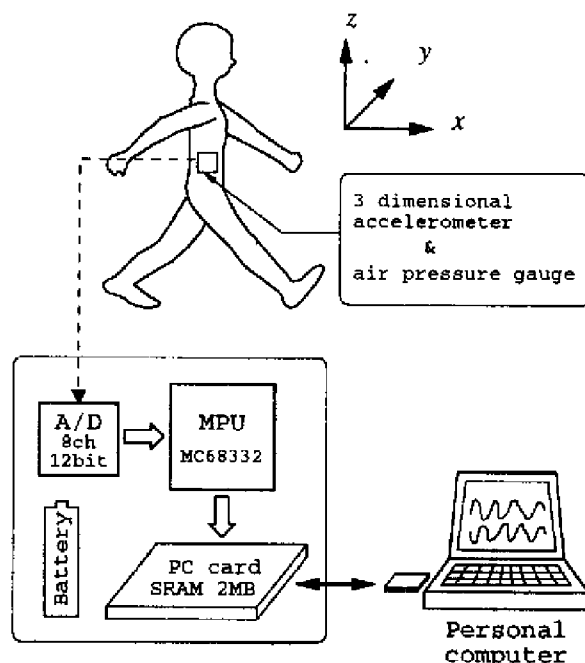 z
y
x
3 dimensional
accelerometer
&
air pressure gauge
A/D
8ch
12bit
MPU
MC68332
Battery
PC card
SRAM 2MB
Personal
computer